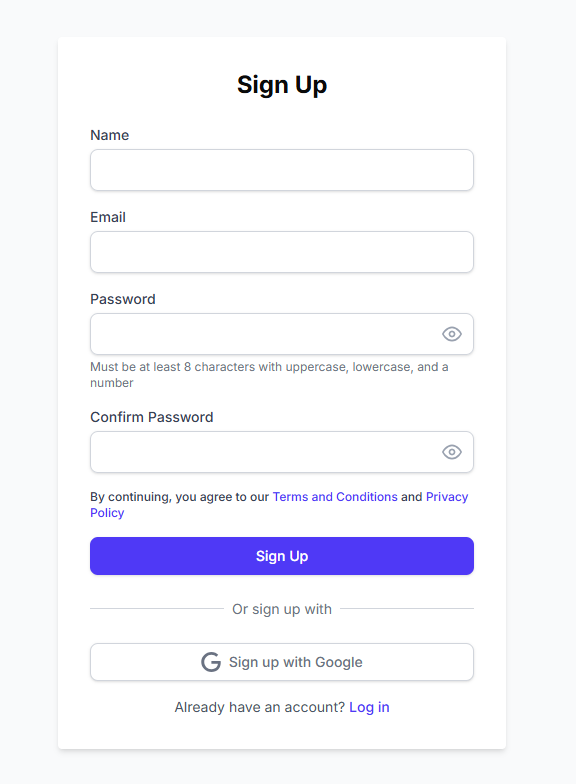 Sign Up
Name
Email
Password
Must be at least 8 characters with uppercase, lowercase, and a
number
Confirm Password
By continuing, you agree to our Terms and Conditions and Privacy
Policy
Sign Up
Or sign up with
Sign up with Google
Already have an account? Log in